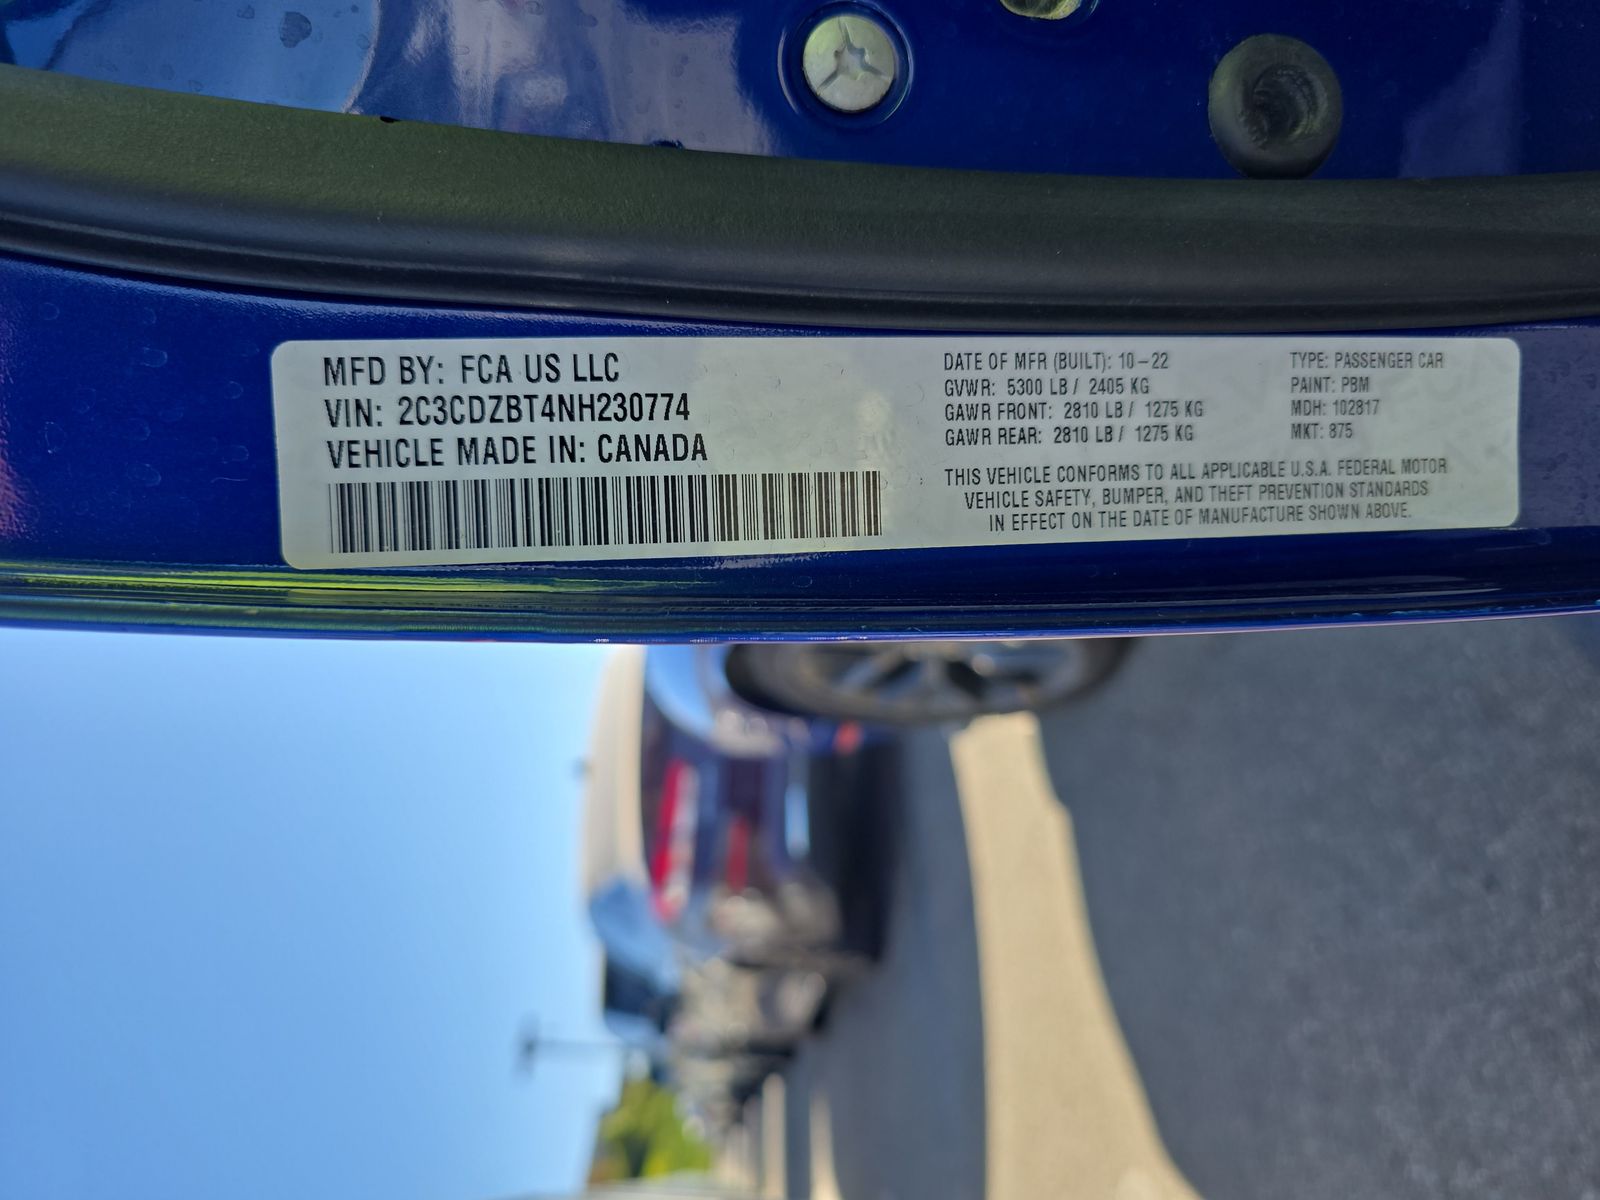 MFD BY: FCA US LLC
VIN: 2C3CDZBT4NH230774
VEHICLE MADE IN: CANADA
DATE OF MFR (BUILT): 10-22
GVWR: 5300 LB / 2405 KG
GAWR FRONT: 2810 LB / 1275 KG
GAWR REAR: 2810 LB / 1275 KG
TYPE: PASSENGER CAR
PAINT: PBM
MDH: 102817
MKT: 875
THIS VEHICLE CONFORMS TO ALL APPLICABLE U.S.A. FEDERAL MOTOR
VEHICLE SAFETY, BUMPER, AND THEFT PREVENTION STANDARDS
IN EFFECT ON THE DATE OF MANUFACTURE SHOWN ABOVE.